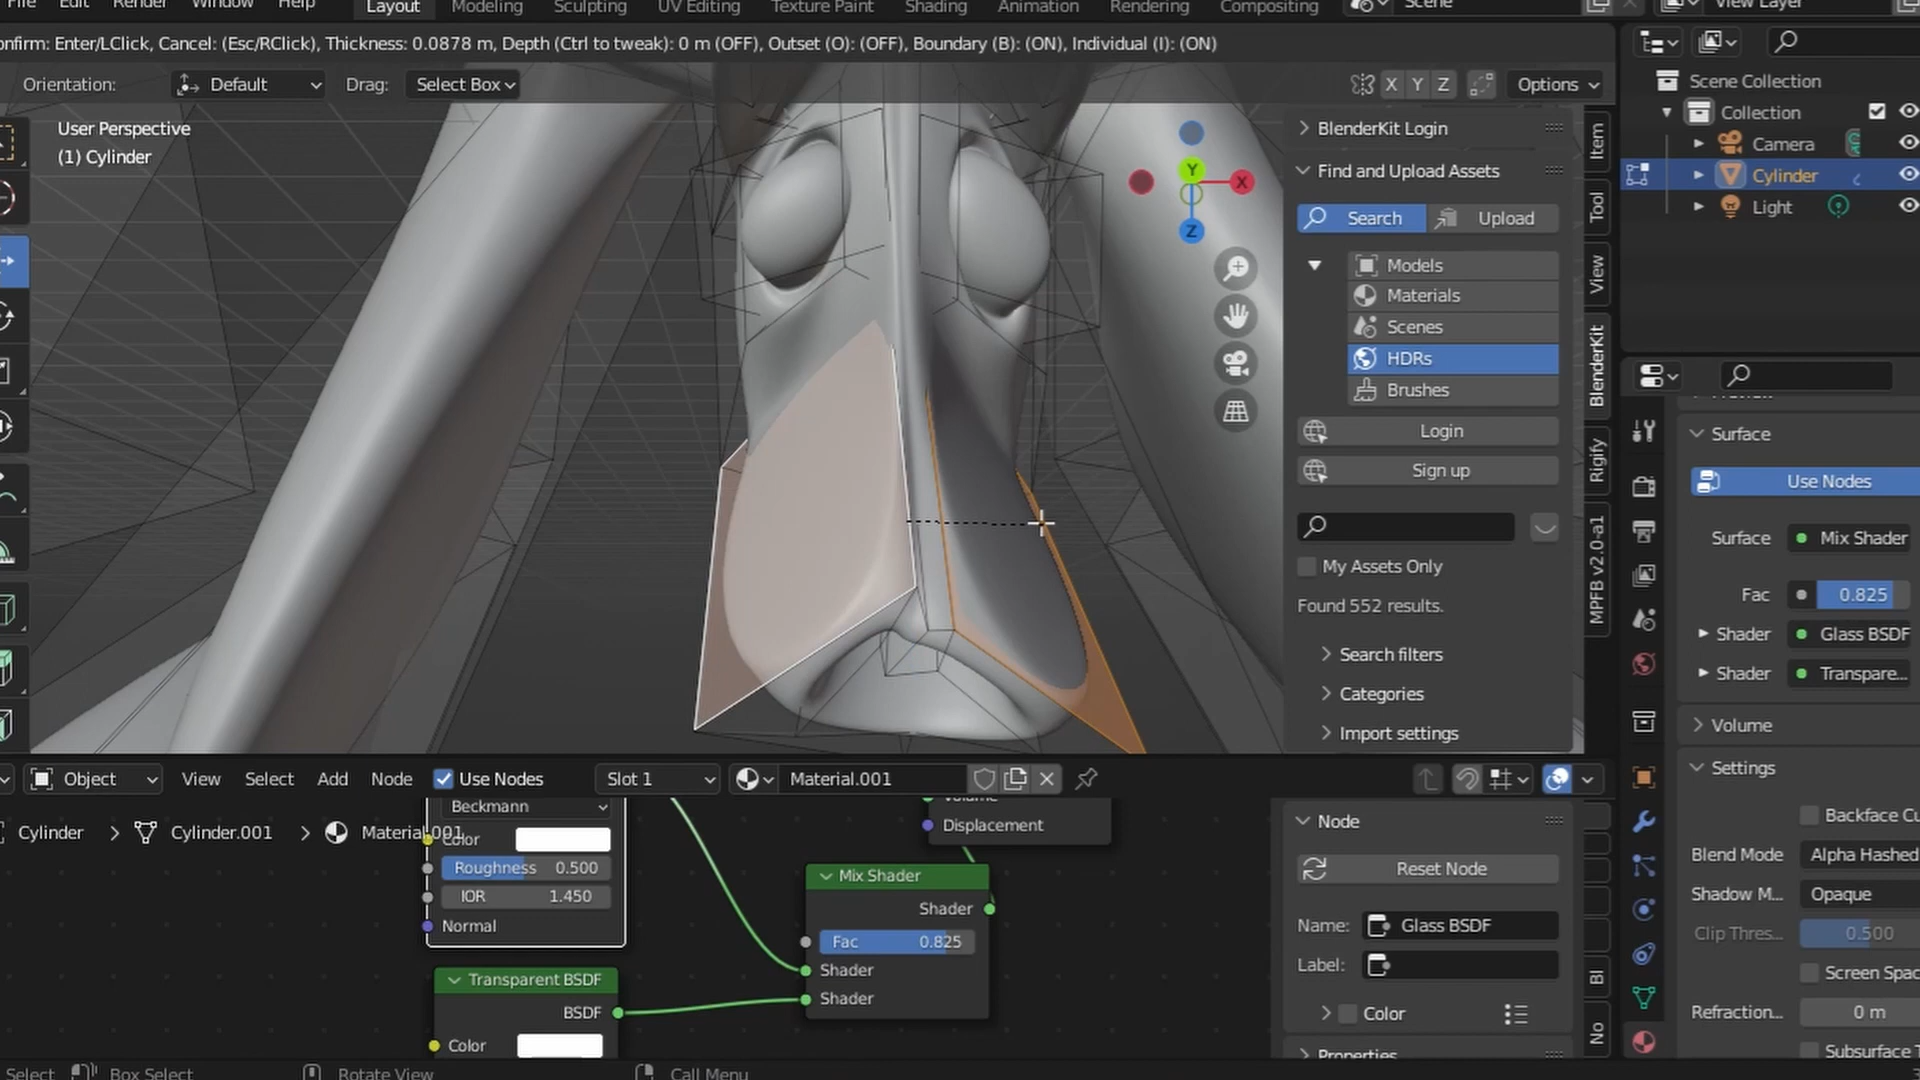 File Edit Render Window Help Layout Modeling Sculpting UV Editing Texture Paint Shading Animation Rendering Compositing Scene View Layer
onfirm: Enter/LClick, Cancel: (Esc/RClick), Thickness: 0.0878 m, Depth (Ctrl to tweak): 0 m (OFF), Outset (O): (OFF), Boundary (B): (ON), Individual (I): (ON)
Orientation: Default Drag: Select Box X Y Z Options
User Perspective
(1) Cylinder
Y
X
Z
BlenderKit Login
Find and Upload Assets
Search Upload
Models
Materials
Scenes
HDRs
Brushes
Login
Sign up
My Assets Only
Found 552 results.
Search filters
Categories
Import settings
Item
Tool
View
BlenderKit
Rigify
MPFB v2.0-a1
Scene Collection
Collection
Camera
Cylinder
Light
Surface
Use Nodes
Surface Mix Shader
Fac 0.825
Shader Glass BSDF
Shader Transpare...
Volume
Settings
Backface Cu
Blend Mode Alpha Hashed
Shadow M... Opaque
Clip Thres... 0.500
Screen Spac
Refraction... 0 m
Subsurface T
Object View Select Add Node Use Nodes Slot 1 Material.001
Cylinder > Cylinder.001 > Material.001
Beckmann
Color
Roughness 0.500
IOR 1.450
Normal
Transparent BSDF
BSDF
Color
Volume
Displacement
Mix Shader
Shader
Fac 0.825
Shader
Shader
Node
Reset Node
Name: Glass BSDF
Label:
Color
Properties
Bl
No
Select Box Select Rotate View Call Menu